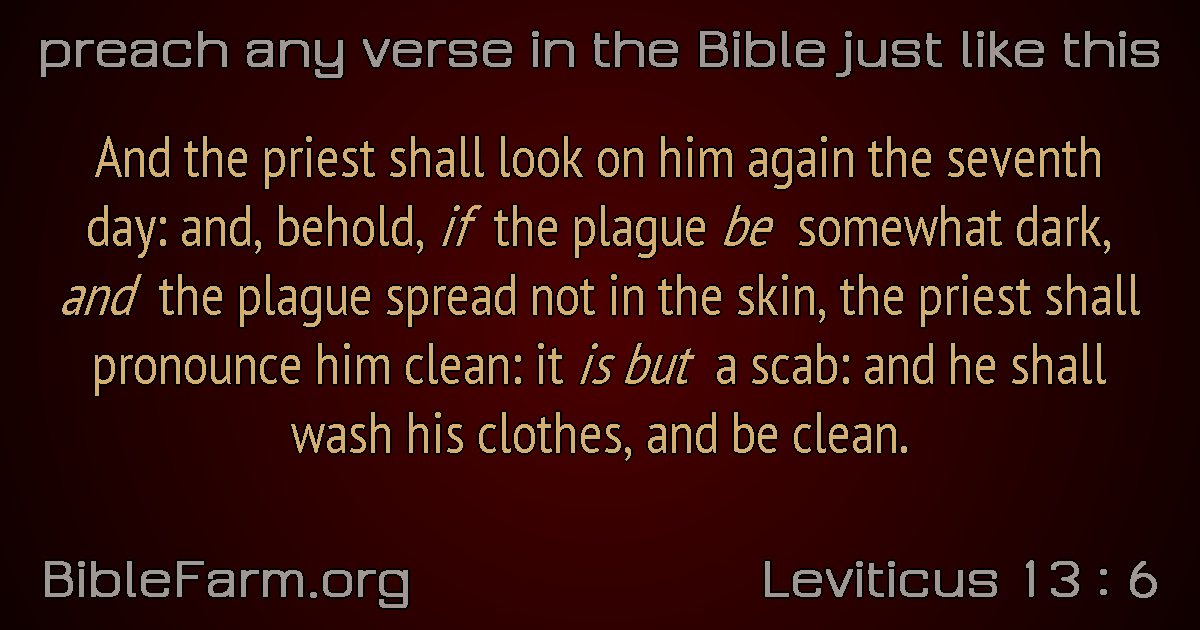 preach any verse in the Bible just like this
And the priest shall look on him again the seventh
day: and, behold, if the plague be somewhat dark,
and the plague spread not in the skin, the priest shall
pronounce him clean: it is but a scab: and he shall
wash his clothes, and be clean.
BibleFarm.org
Leviticus 13 : 6